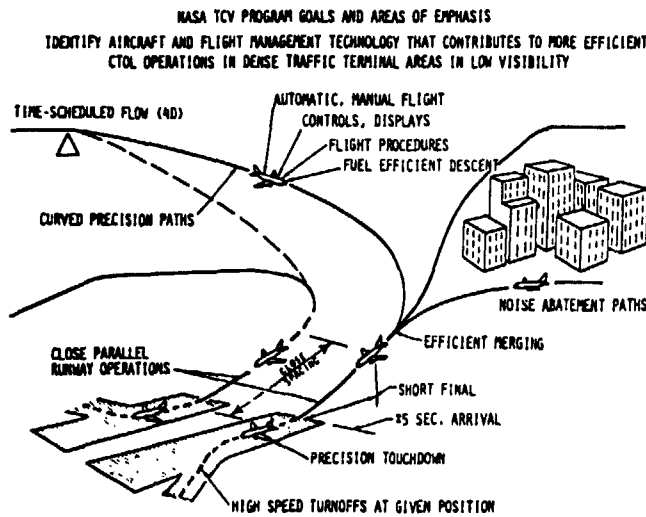 NASA TCV PROGRAM GOALS AND AREAS OF EMPHASIS
IDENTIFY AIRCRAFT AND FLIGHT MANAGEMENT TECHNOLOGY THAT CONTRIBUTES TO MORE EFFICIENT
CTOL OPERATIONS IN DENSE TRAFFIC TERMINAL AREAS IN LOW VISIBILITY
AUTOMATIC, MANUAL FLIGHT
TIME-SCHEDULED FLOW (4D)
CONTROLS, DISPLAYS
FLIGHT PROCEDURES
FUEL EFFICIENT DESCENT
CURVED PRECISION PATHS
NOISE ABATEMENT PATHS
EFFICIENT MERGING
CLOSE PARALLEL
RUNWAY OPERATIONS
CLOSE
SPACING
SHORT FINAL
±5 SEC. ARRIVAL
PRECISION TOUCHDOWN
HIGH SPEED TURNOFFS AT GIVEN POSITION